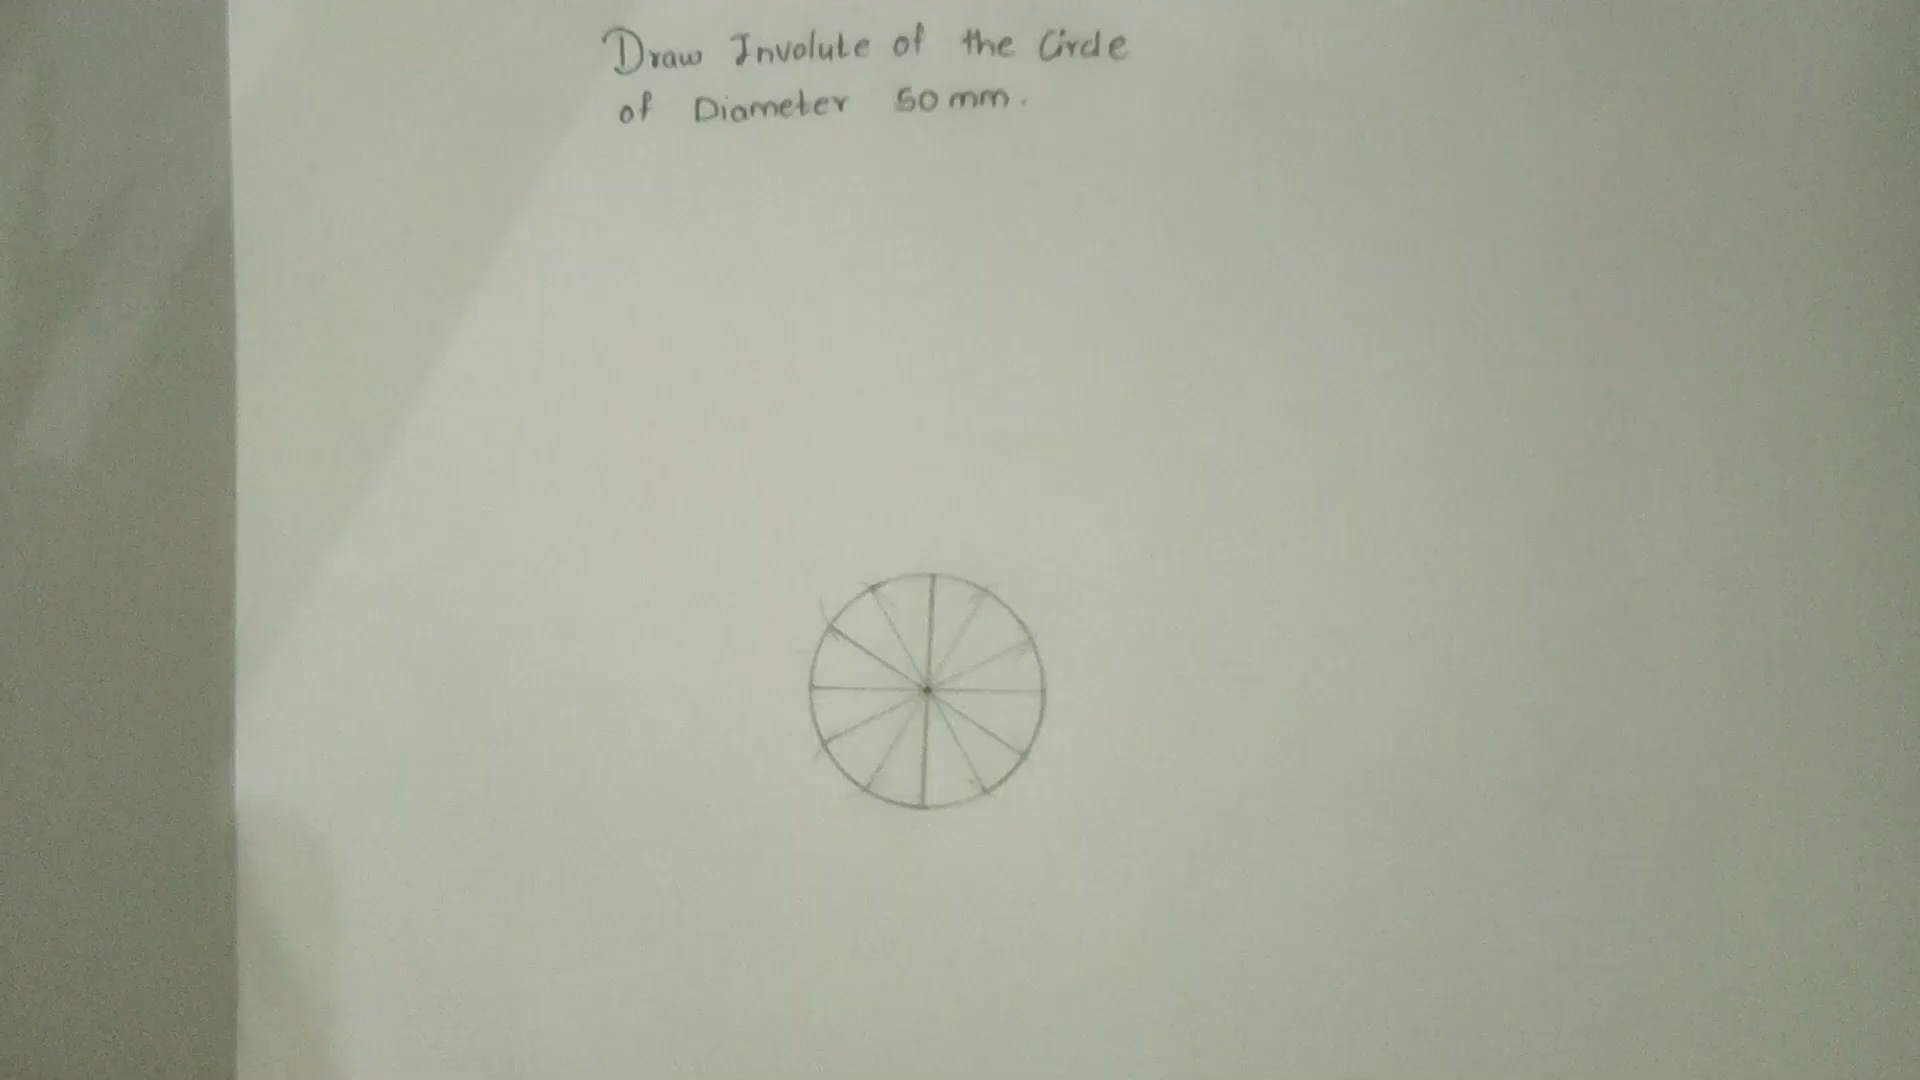 Draw Involute of the Circle
of Diameter 50 mm.